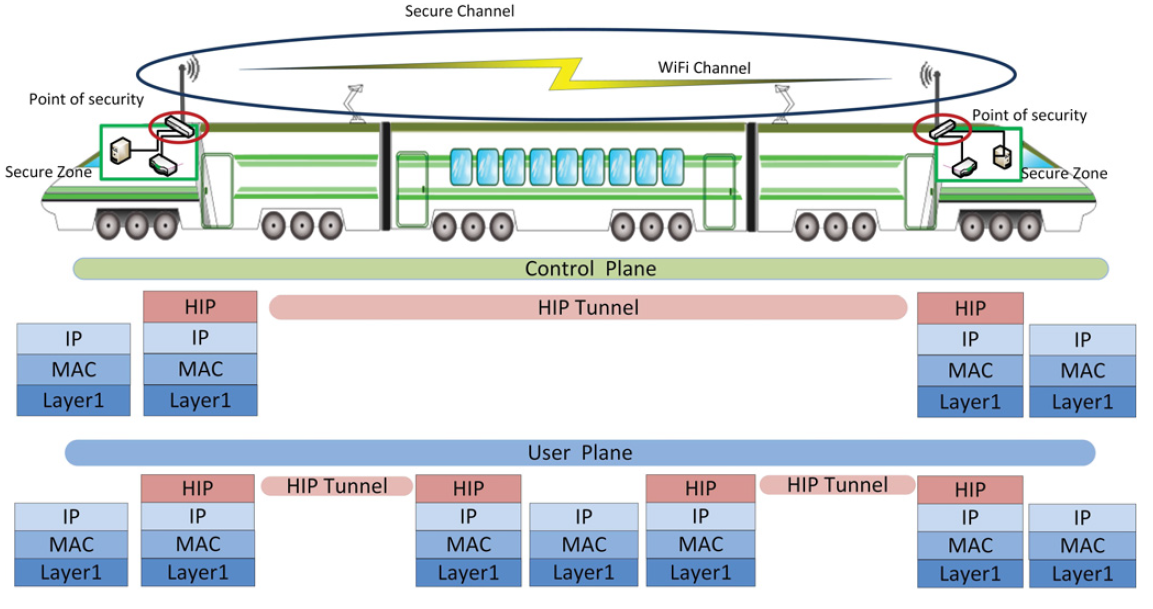 Secure Channel
WiFi Channel
Point of security
Point of security
Secure Zone
Secure Zone
Control Plane
HIP
HIP Tunnel
HIP
IP
IP
IP
IP
MAC
MAC
MAC
MAC
Layer1
Layer1
Layer1
Layer1
User Plane
HIP
HIP Tunnel
HIP
HIP
HIP Tunnel
HIP
IP
IP
IP
IP
IP
IP
IP
MAC
MAC
MAC
MAC
MAC
MAC
MAC
Layer1
Layer1
Layer1
Layer1
Layer1
Layer1
Layer1